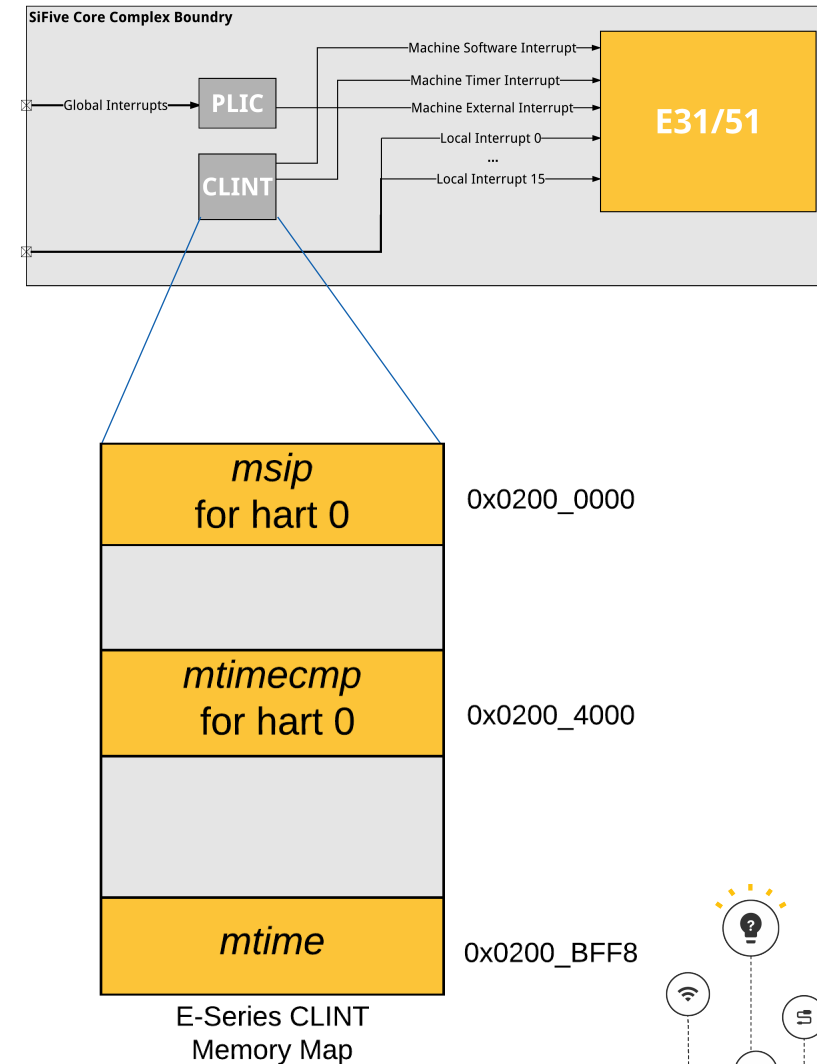 SiFive Core Complex Boundry
Machine Software Interrupt
Machine Timer Interrupt
Global Interrupts
PLIC
Machine External Interrupt
E31/51
Local Interrupt 0
...
CLINT
Local Interrupt 15
msip
for hart 0
0x0200_0000
mtimecmp
for hart 0
0x0200_4000
mtime
0x0200_BFF8
?
E-Series CLINT
Memory Map